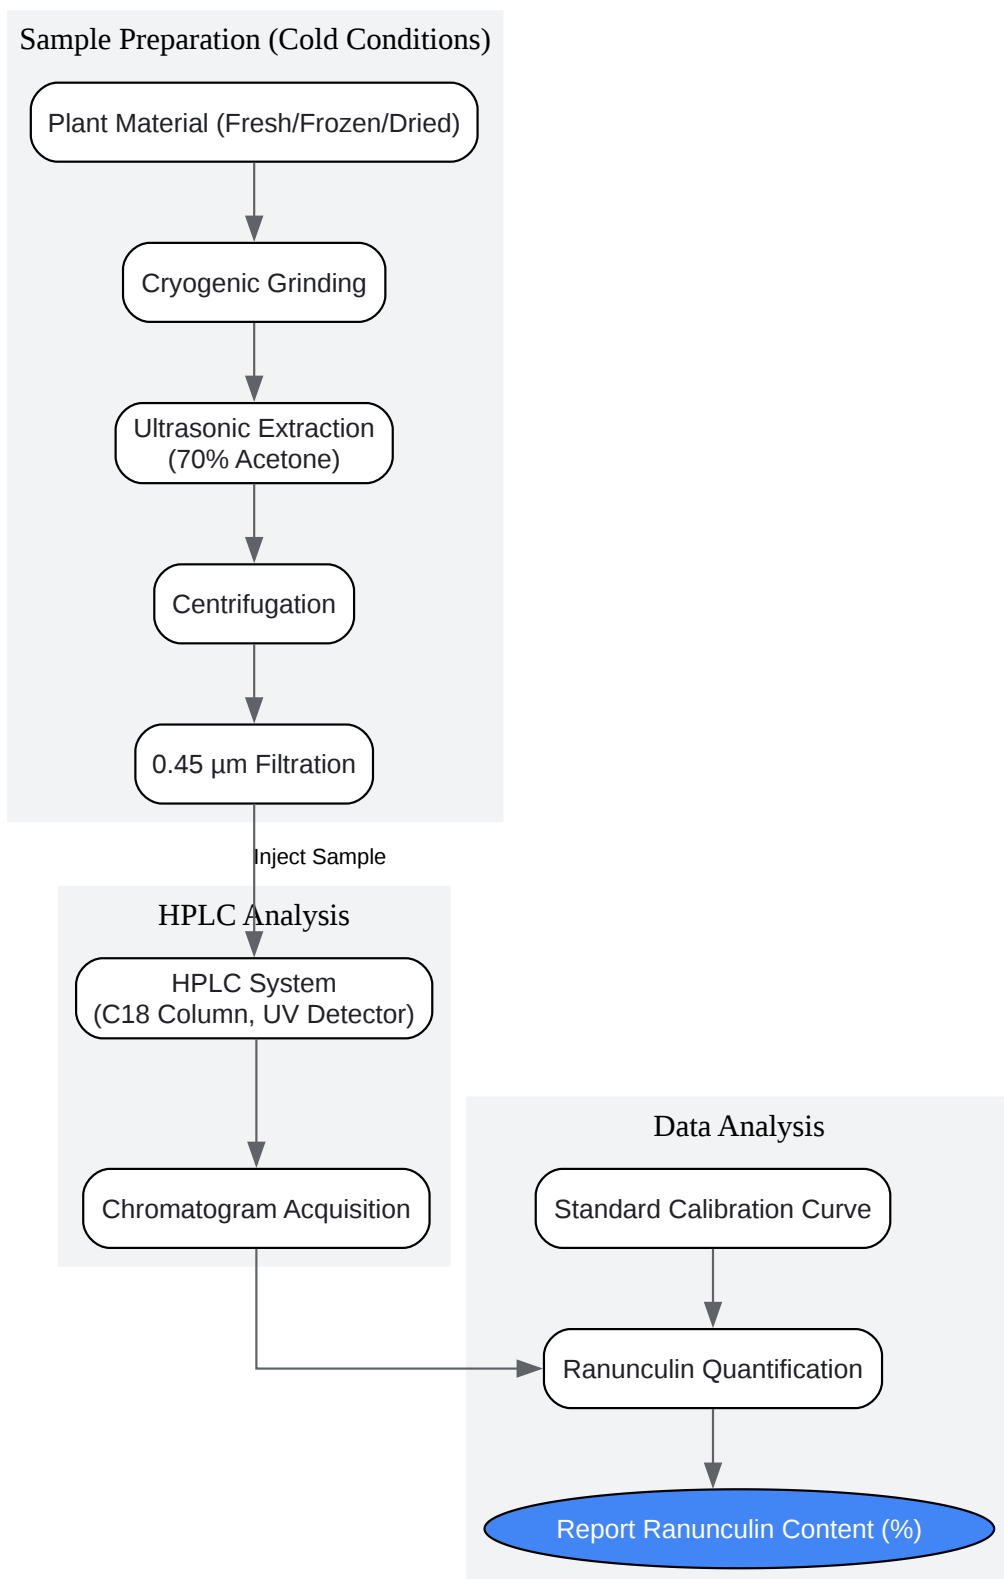 Sample Preparation (Cold Conditions)
Plant Material (Fresh/Frozen/Dried)
Cryogenic Grinding
Ultrasonic Extraction
(70% Acetone)
Centrifugation
0.45 µm Filtration
Inject Sample
HPLC Analysis
HPLC System
(C18 Column, UV Detector)
Chromatogram Acquisition
Data Analysis
Standard Calibration Curve
Ranunculin Quantification
Report Ranunculin Content (%)